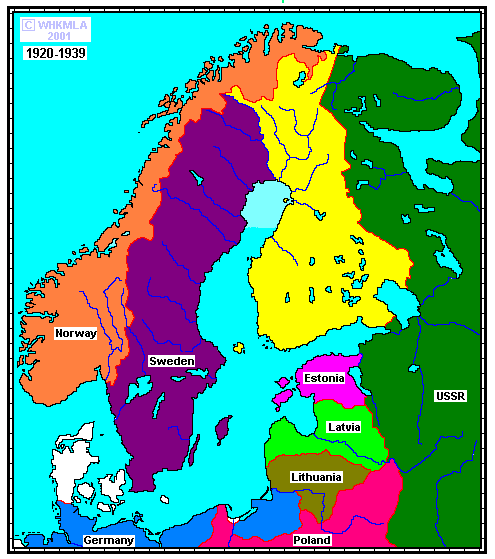 © WHKMLA
2001
1920-1939
Norway
Sweden
Estonia
USSR
Latvia
Lithuania
Germany
Poland